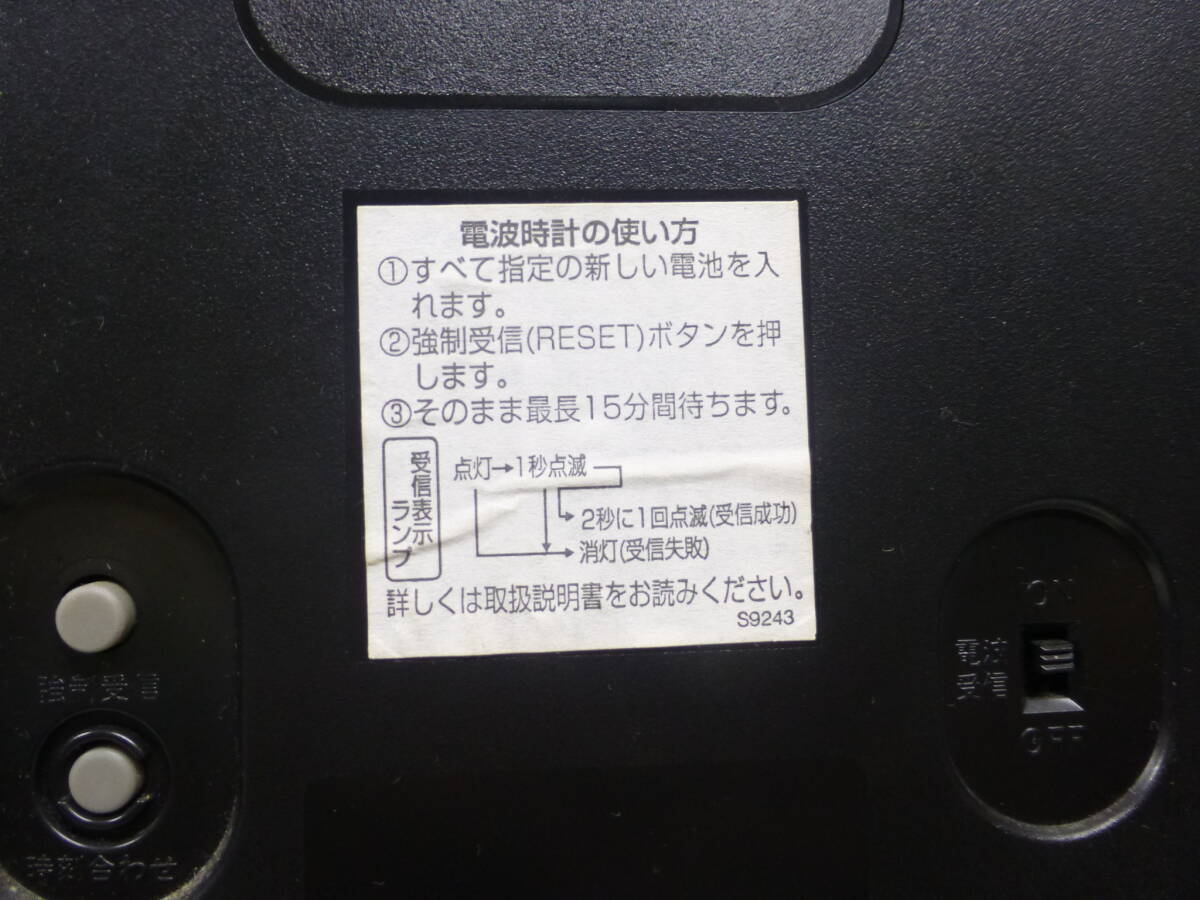 電波時計の使い方
①すべて指定の新しい電池を入
れます。
②強制受信(RESET)ボタンを押
します。
③そのまま最長15分間待ちます。
受信表示
ランプ
点灯→1秒点滅
2秒に1回点滅(受信成功)
消灯(受信失敗)
詳しくは取扱説明書をお読みください。
S9243
強制受信
時刻合わせ
ON
電波
受信
OFF